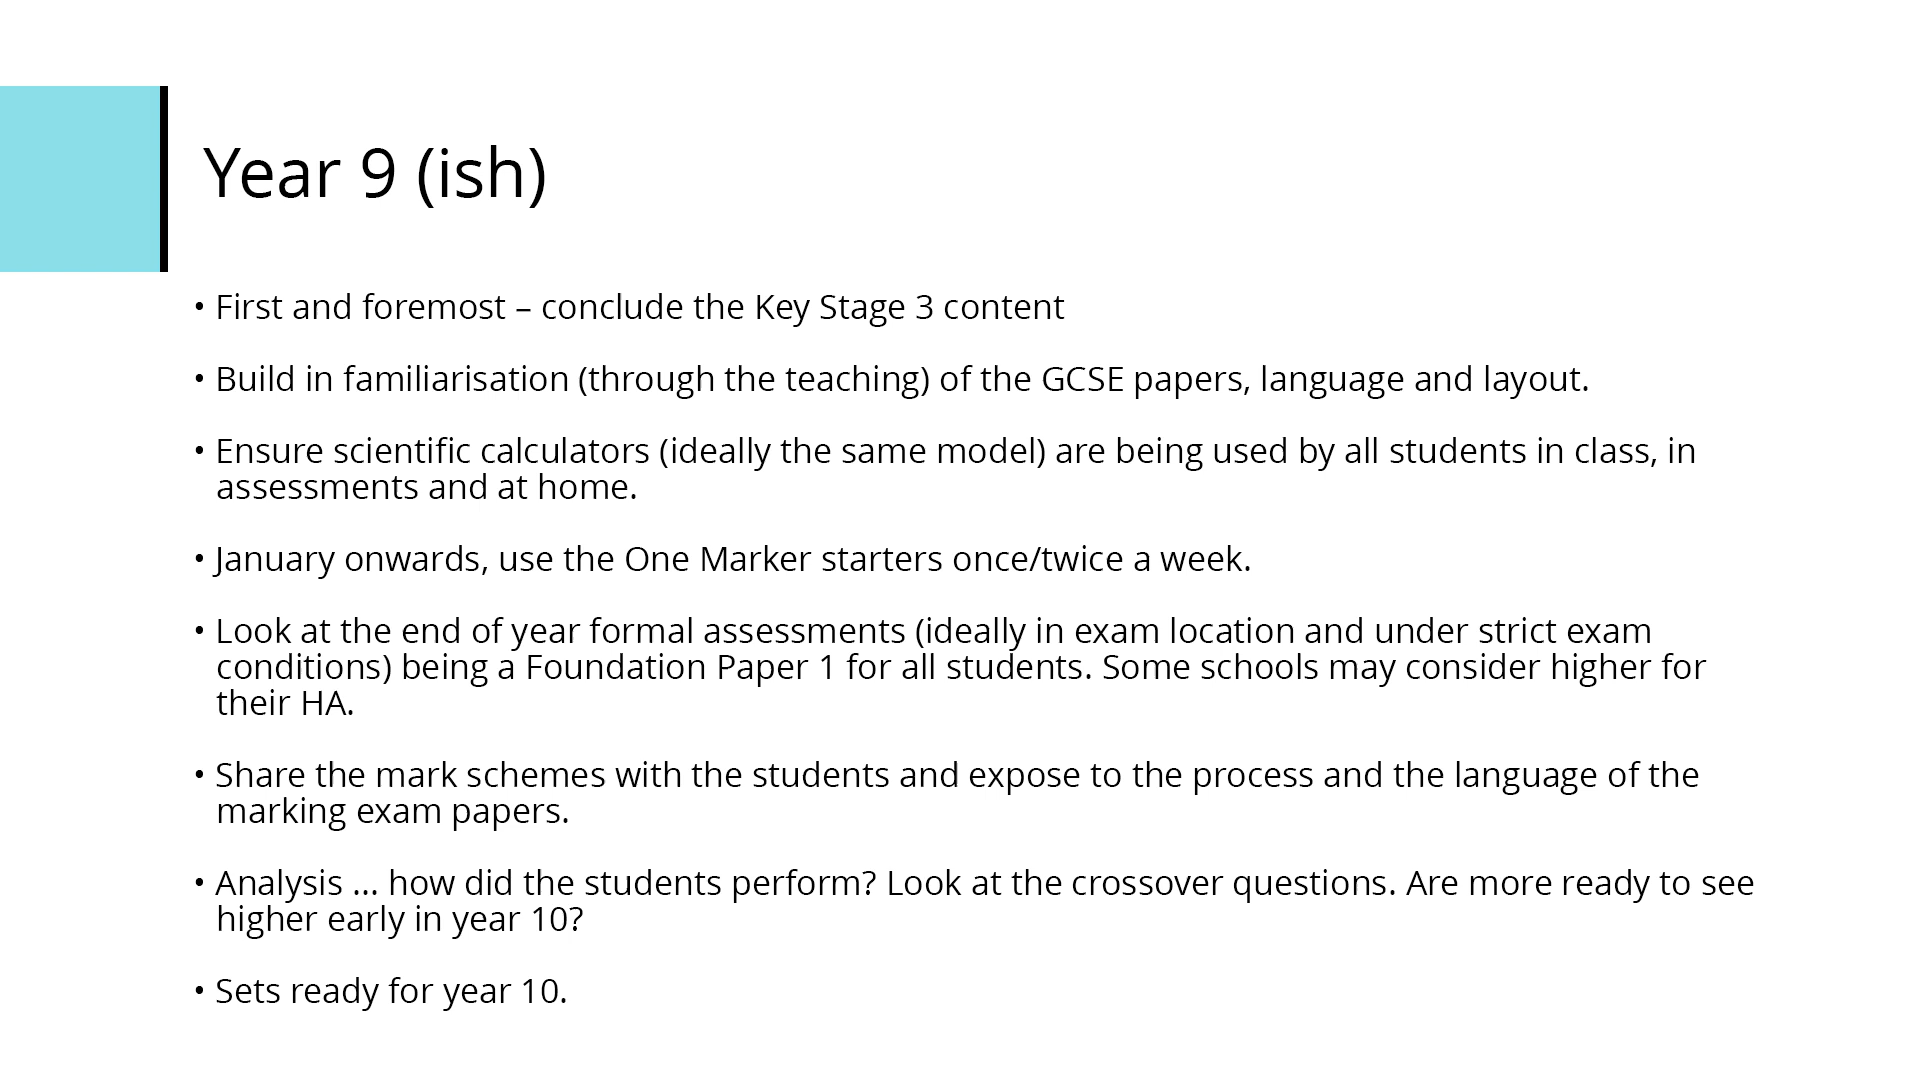 Year 9 (ish)
• First and foremost – conclude the Key Stage 3 content
• Build in familiarisation (through the teaching) of the GCSE papers, language and layout.
• Ensure scientific calculators (ideally the same model) are being used by all students in class, in
assessments and at home.
• January onwards, use the One Marker starters once/twice a week.
• Look at the end of year formal assessments (ideally in exam location and under strict exam
conditions) being a Foundation Paper 1 for all students. Some schools may consider higher for
their HA.
• Share the mark schemes with the students and expose to the process and the language of the
marking exam papers.
• Analysis … how did the students perform? Look at the crossover questions. Are more ready to see
higher early in year 10?
• Sets ready for year 10.